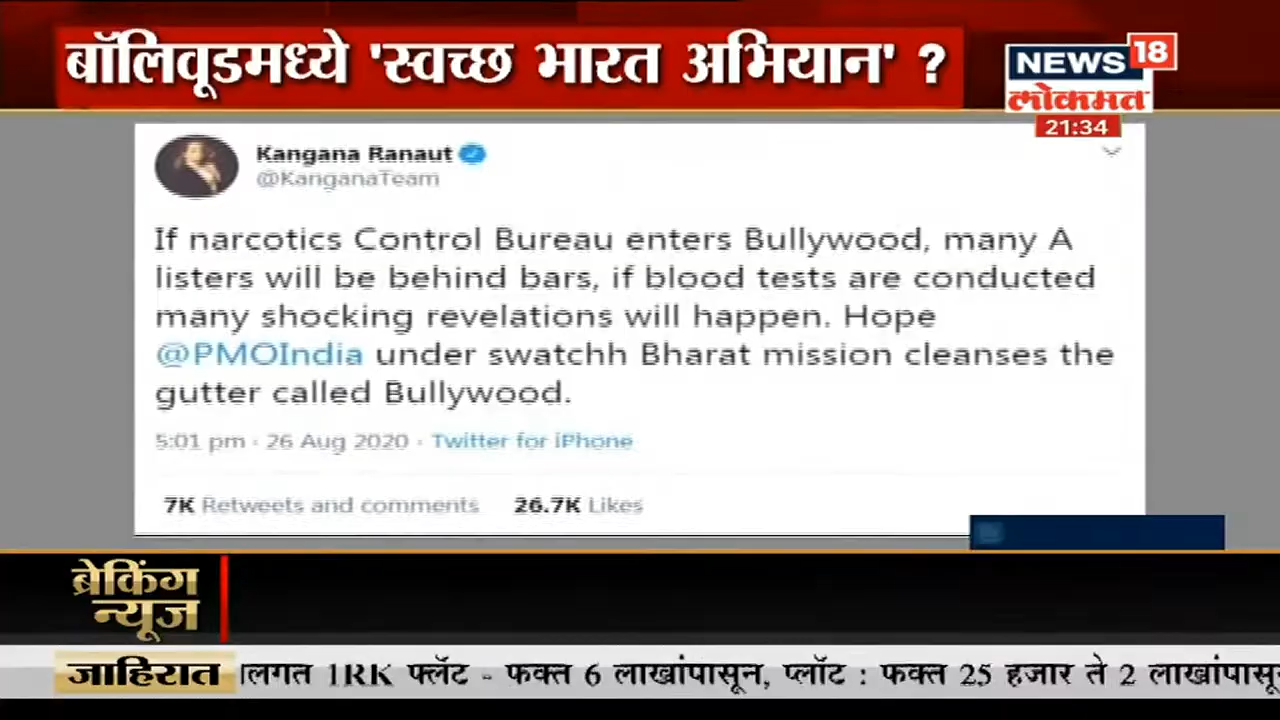 बॉलिवूडमध्ये 'स्वच्छ भारत अभियान' ?
NEWS 18
लोकमत
21:34
Kangana Ranaut
@KanganaTeam
If narcotics Control Bureau enters Bullywood, many A
listers will be behind bars, if blood tests are conducted
many shocking revelations will happen. Hope
@PMOIndia under swatchh Bharat mission cleanses the
gutter called Bullywood.
5:01 pm · 26 Aug 2020 · Twitter for iPhone
7K Retweets and comments 26.7K Likes
ब्रेकिंग
न्यूज
जाहिरात लगत 1RK फ्लॅट - फक्त 6 लाखांपासून, प्लॉट : फक्त 25 हजार ते 2 लाखांपासू